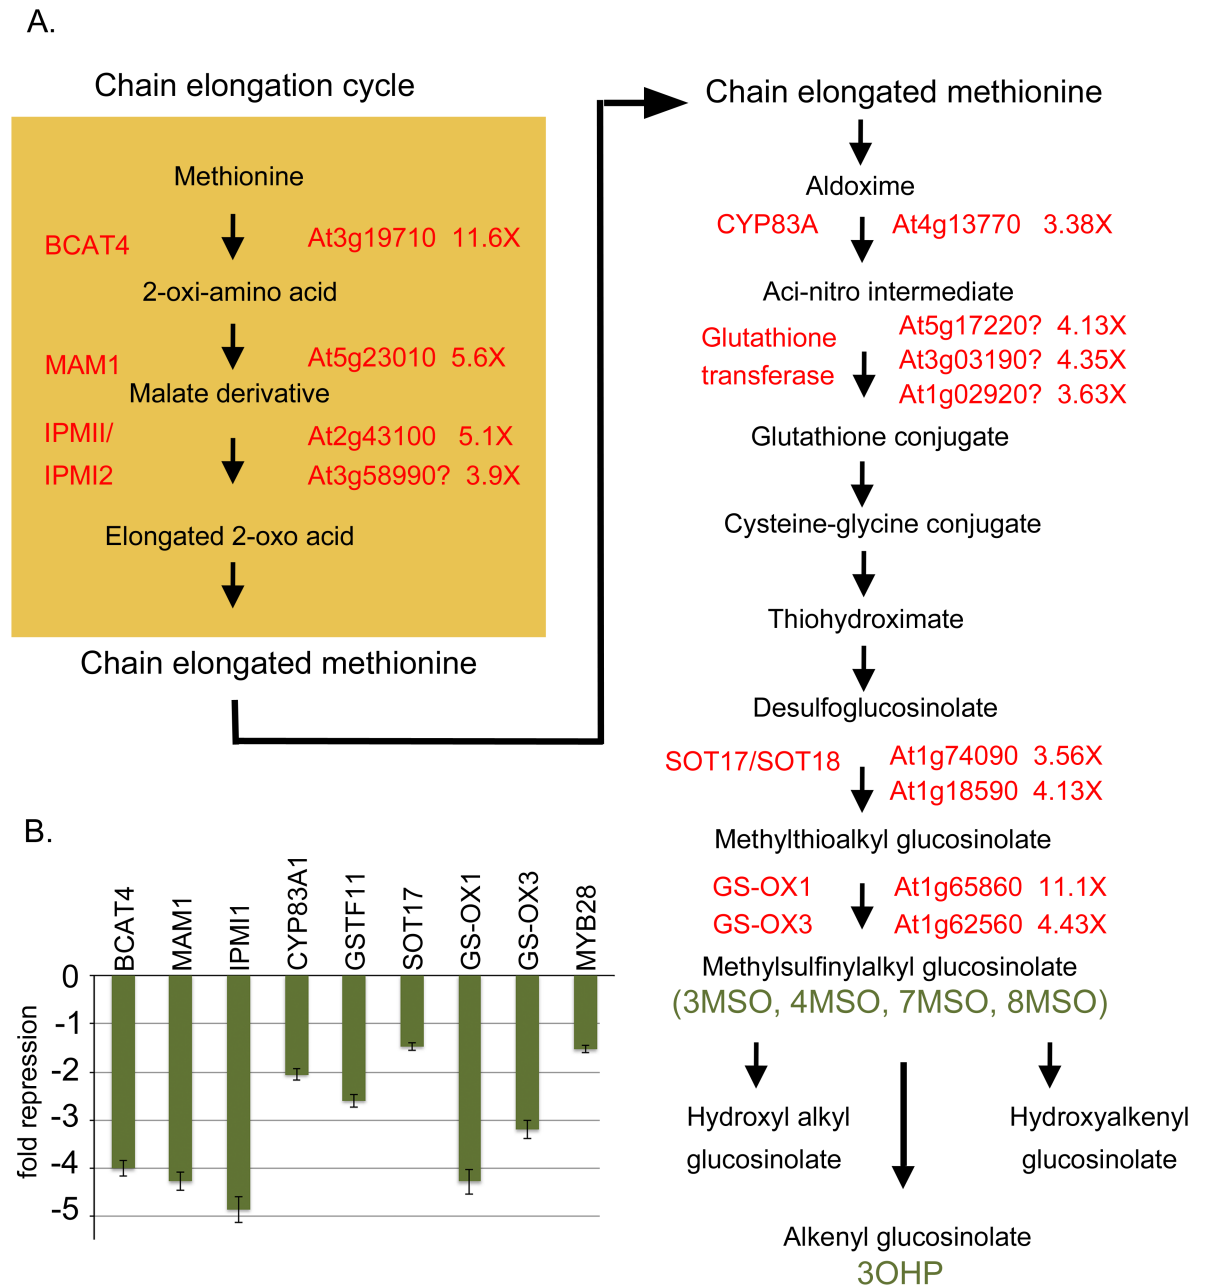 A.
Chain elongation cycle
Methionine
BCAT4
At3g19710 11.6X
2-oxi-amino acid
MAM1
At5g23010 5.6X
Malate derivative
IPMII/
IPMI2
At2g43100 5.1X
At3g58990? 3.9X
Elongated 2-oxo acid
Chain elongated methionine
Chain elongated methionine
Aldoxime
CYP83A
At4g13770 3.38X
Aci-nitro intermediate
Glutathione
transferase
At5g17220? 4.13X
At3g03190? 4.35X
At1g02920? 3.63X
Glutathione conjugate
Cysteine-glycine conjugate
Thiohydroximate
Desulfoglucosinolate
SOT17/SOT18
At1g74090 3.56X
At1g18590 4.13X
Methylthioalkyl glucosinolate
GS-OX1
At1g65860 11.1X
GS-OX3
At1g62560 4.43X
Methylsulfinylalkyl glucosinolate
(3MSO, 4MSO, 7MSO, 8MSO)
Hydroxyl alkyl
glucosinolate
Hydroxyalkenyl
glucosinolate
Alkenyl glucosinolate
3OHP
B.
BCAT4
MAM1
IPMI1
CYP83A1
GSTF11
SOT17
GS-OX1
GS-OX3
MYB28
fold repression
0
-1
-2
-3
-4
-5